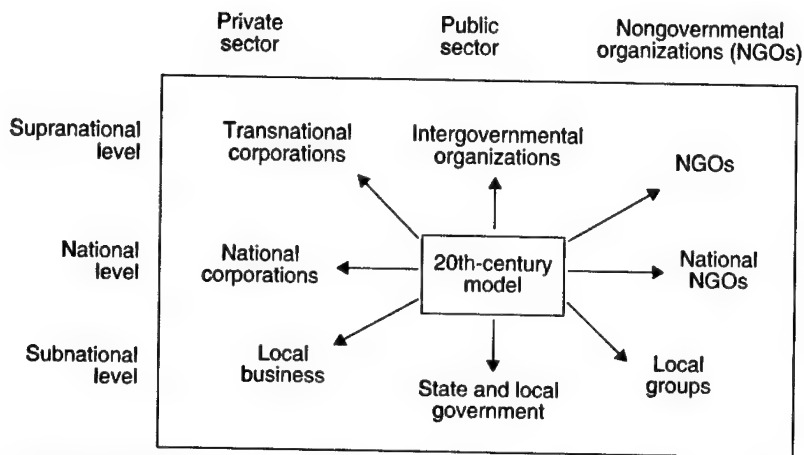 Private
sector
Public
sector
Nongovernmental
organizations (NGOs)
Supranational
level
Transnational
corporations
Intergovernmental
organizations
NGOs
National
level
National
corporations
20th-century
model
National
NGOs
Subnational
level
Local
business
State and local
government
Local
groups